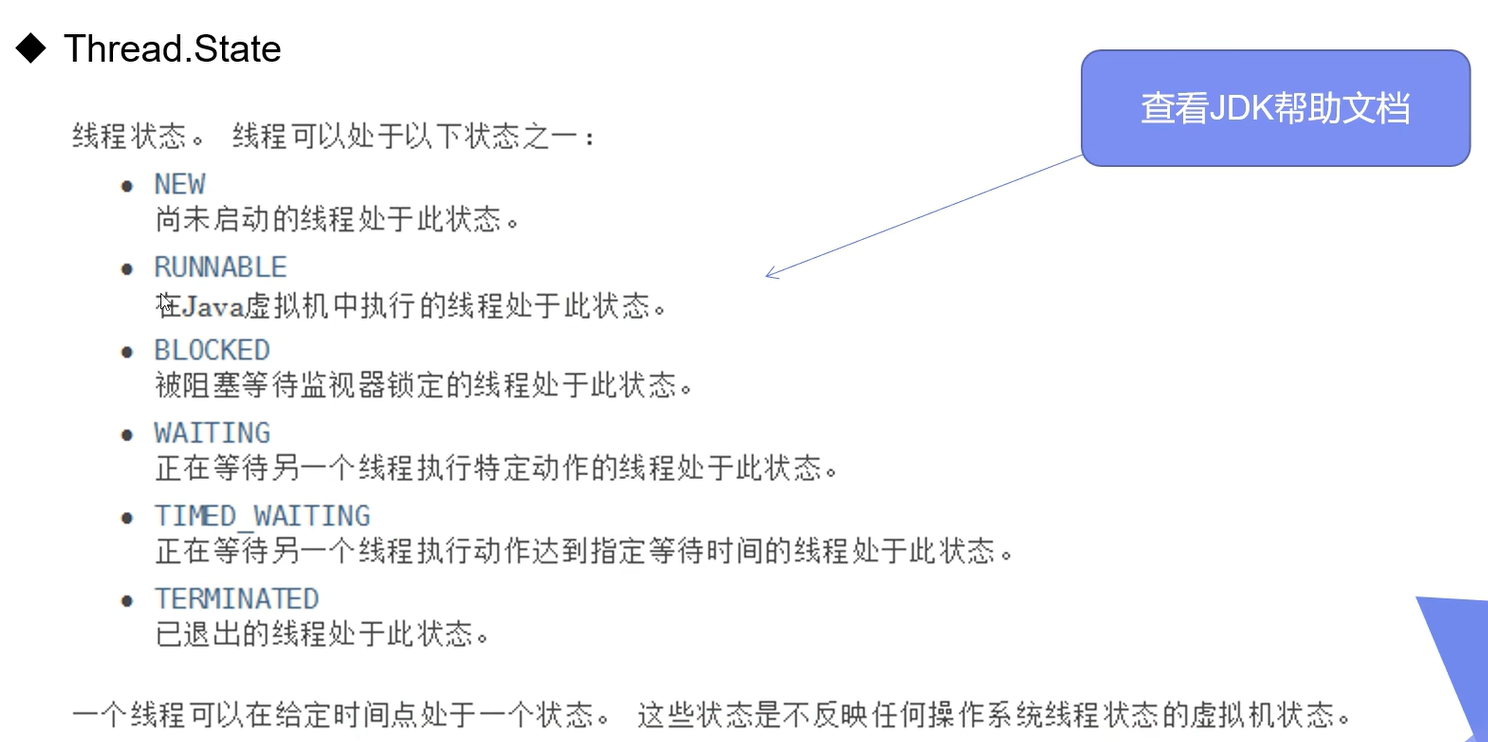 Thread.State
查看JDK帮助文档
线程状态。 线程可以处于以下状态之一：
NEW
尚未启动的线程处于此状态。
RUNNABLE
在Java虚拟机中执行的线程处于此状态。
BLOCKED
被阻塞等待监视器锁定的线程处于此状态。
WAITING
正在等待另一个线程执行特定动作的线程处于此状态。
TIMED_WAITING
正在等待另一个线程执行动作达到指定等待时间的线程处于此状态。
TERMINATED
已退出的线程处于此状态。
一个线程可以在给定时间点处于一个状态。 这些状态是不反映任何操作系统线程状态的虚拟机状态。